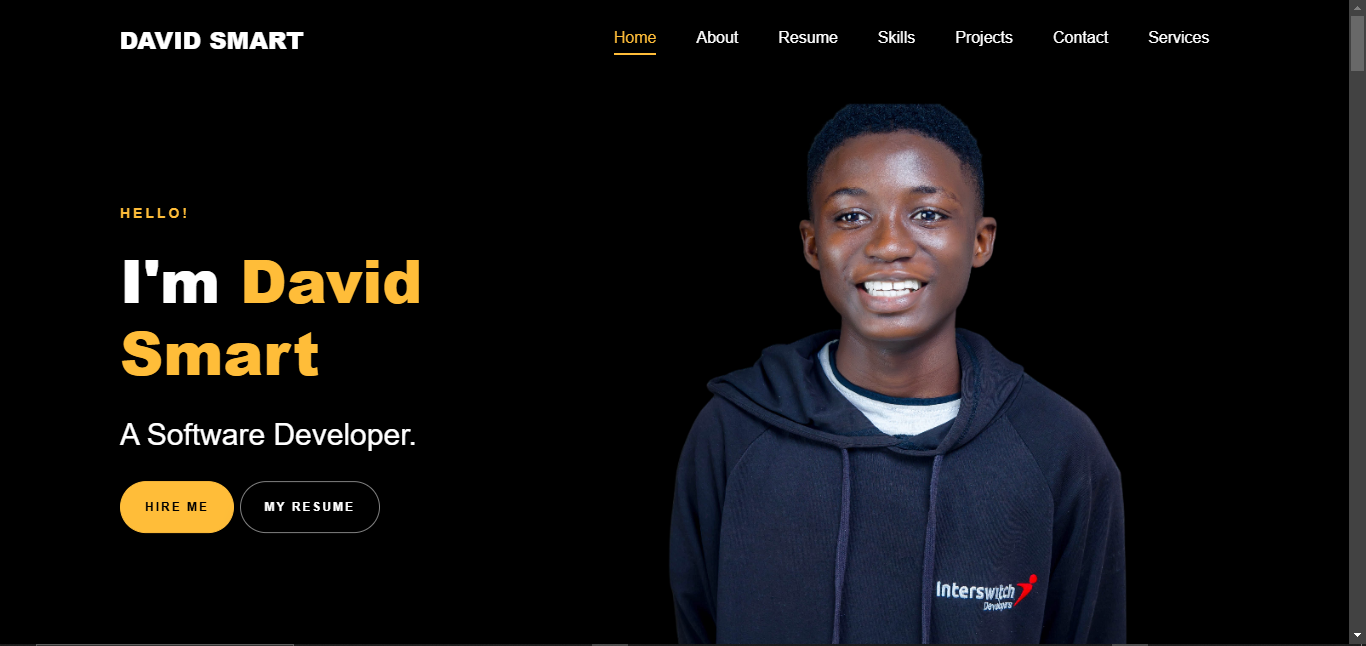 DAVID SMART
Home About Resume Skills Projects Contact Services
HELLO!
I'm David
Smart
A Software Developer.
HIRE ME MY RESUME
Interswitch
Developers